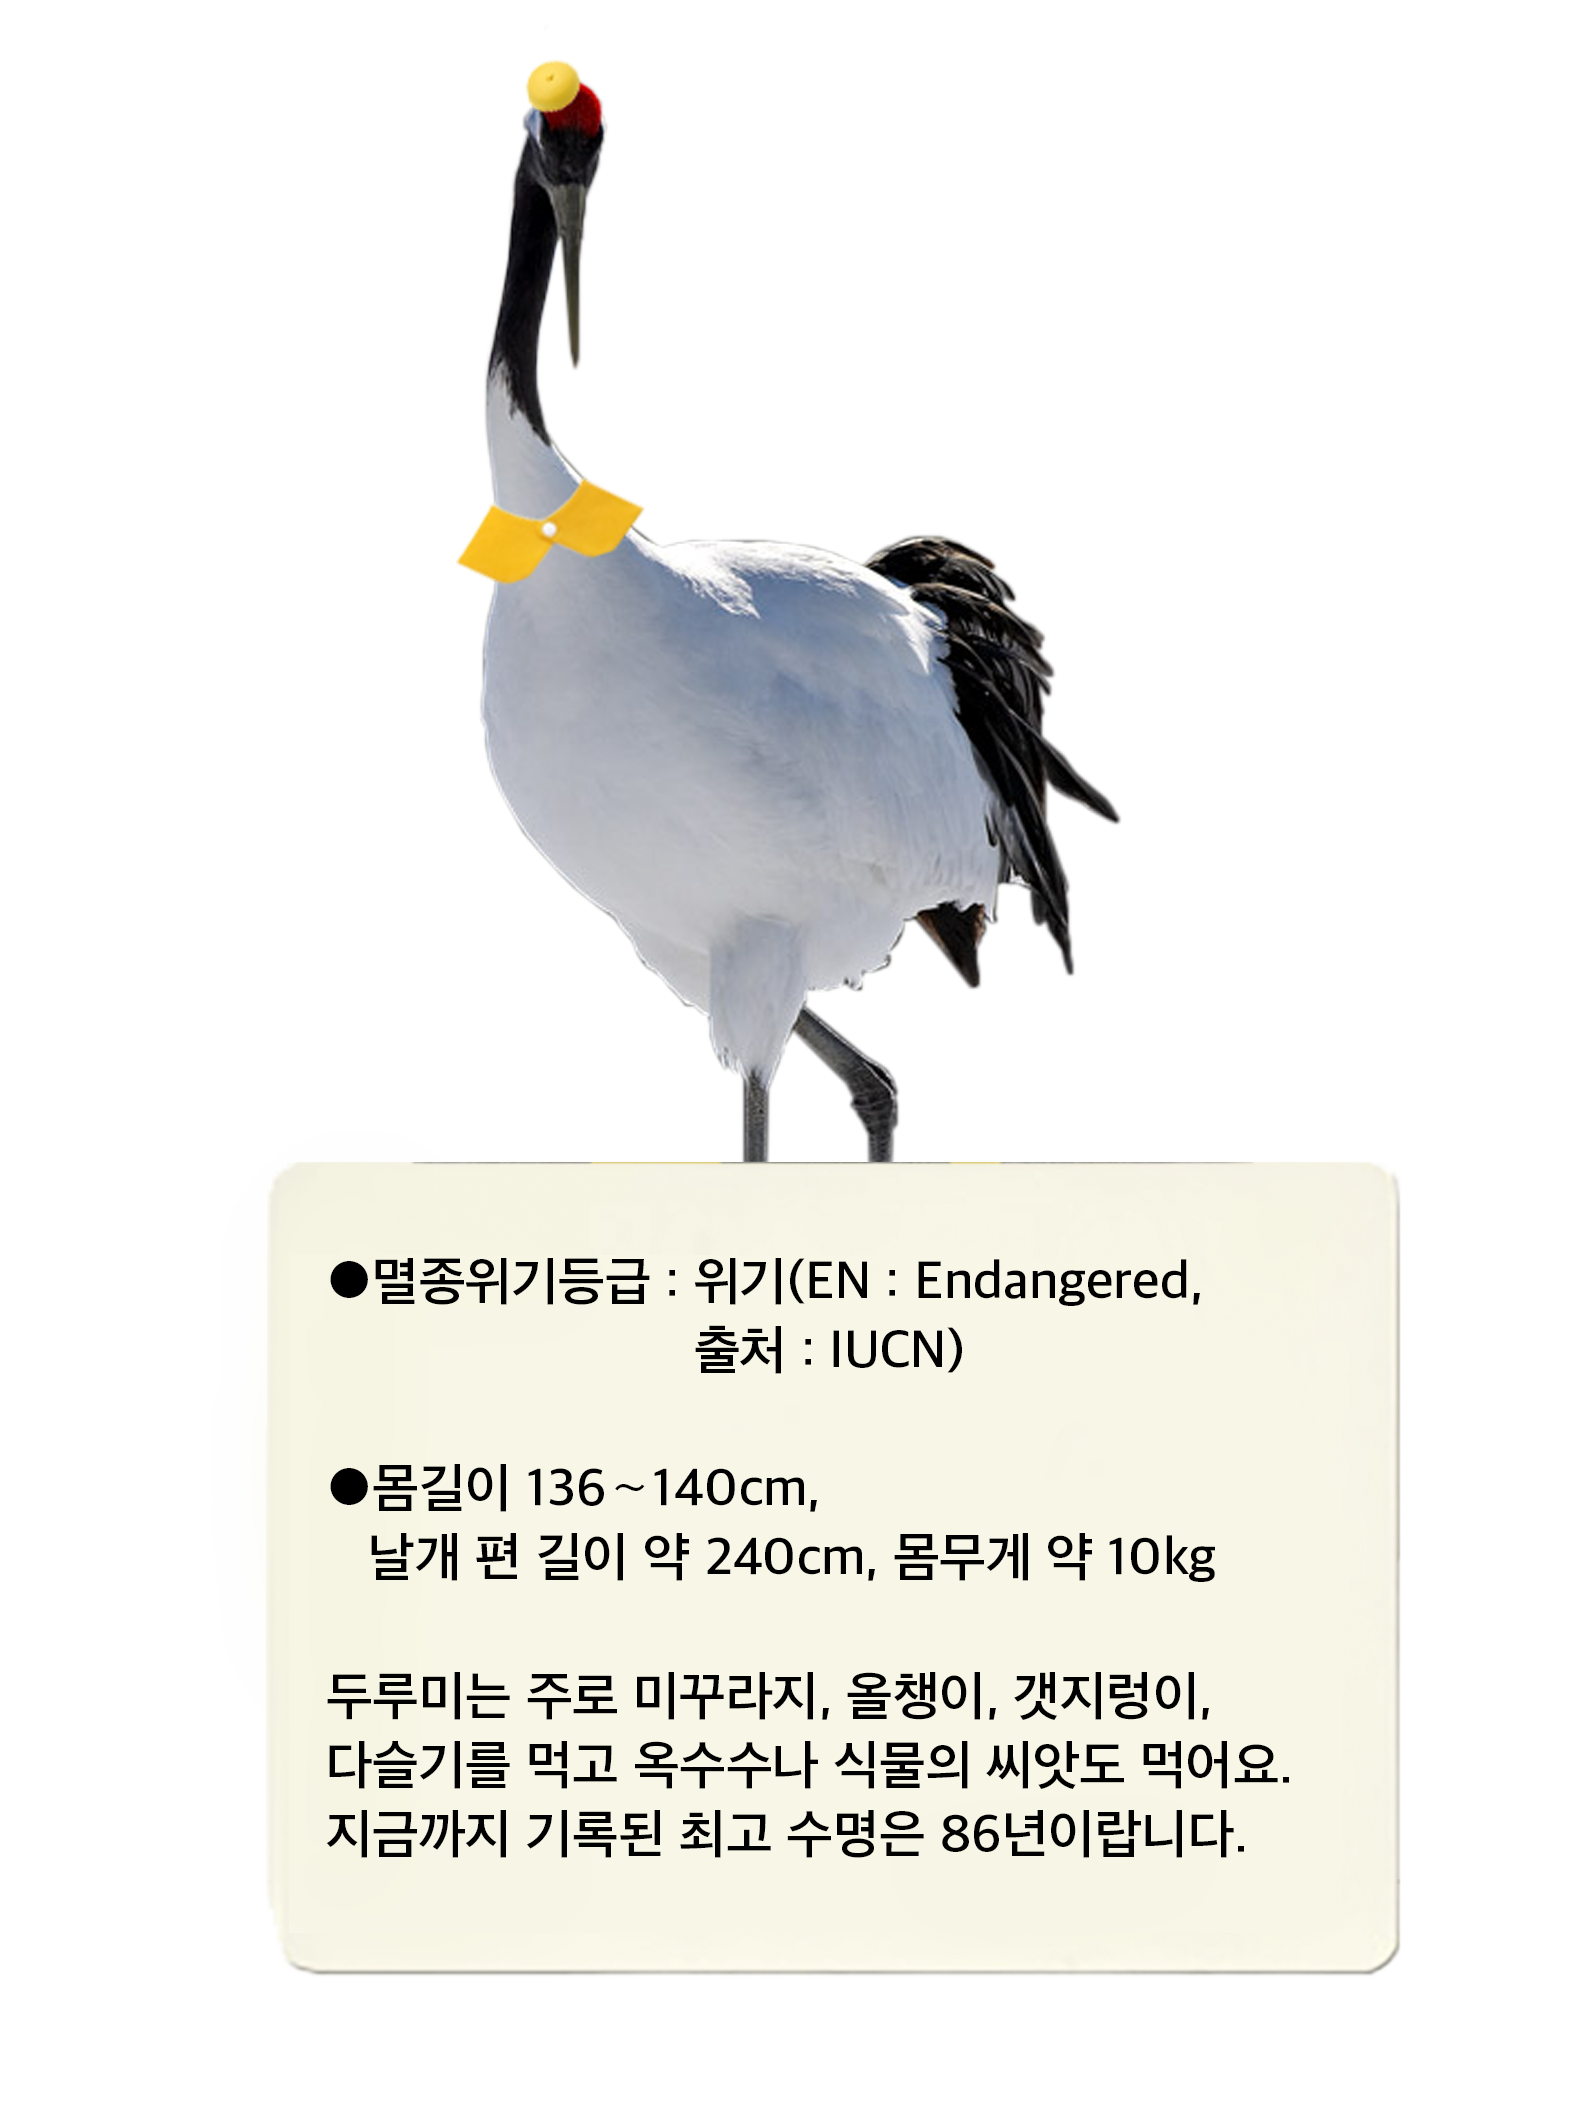 ●멸종위기등급 : 위기(EN : Endangered,
출처 : IUCN)
●몸길이 136~140cm,
날개 편 길이 약 240cm, 몸무게 약 10kg
두루미는 주로 미꾸라지, 올챙이, 갯지렁이,
다슬기를 먹고 옥수수나 식물의 씨앗도 먹어요.
지금까지 기록된 최고 수명은 86년이랍니다.